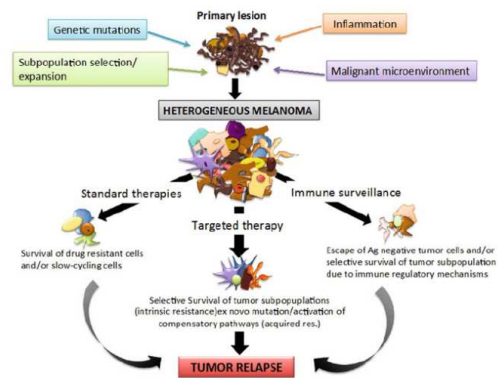 Primary lesion
Genetic mutations
Inflammation
Subpopulation selection/
expansion
Malignant microenvironment
HETEROGENEOUS MELANOMA
Standard therapies
Immune surveillance
Targeted therapy
Survival of drug resistant cells
and/or slow-cycling cells
Escape of Ag negative tumor cells and/or
selective survival of tumor subpopulation
due to immune regulatory mechanisms
Selective Survival of tumor subpopuplations
(intrinsic resistance)ex novo mutation/activation of
compensatory pathways (acquired res.)
TUMOR RELAPSE